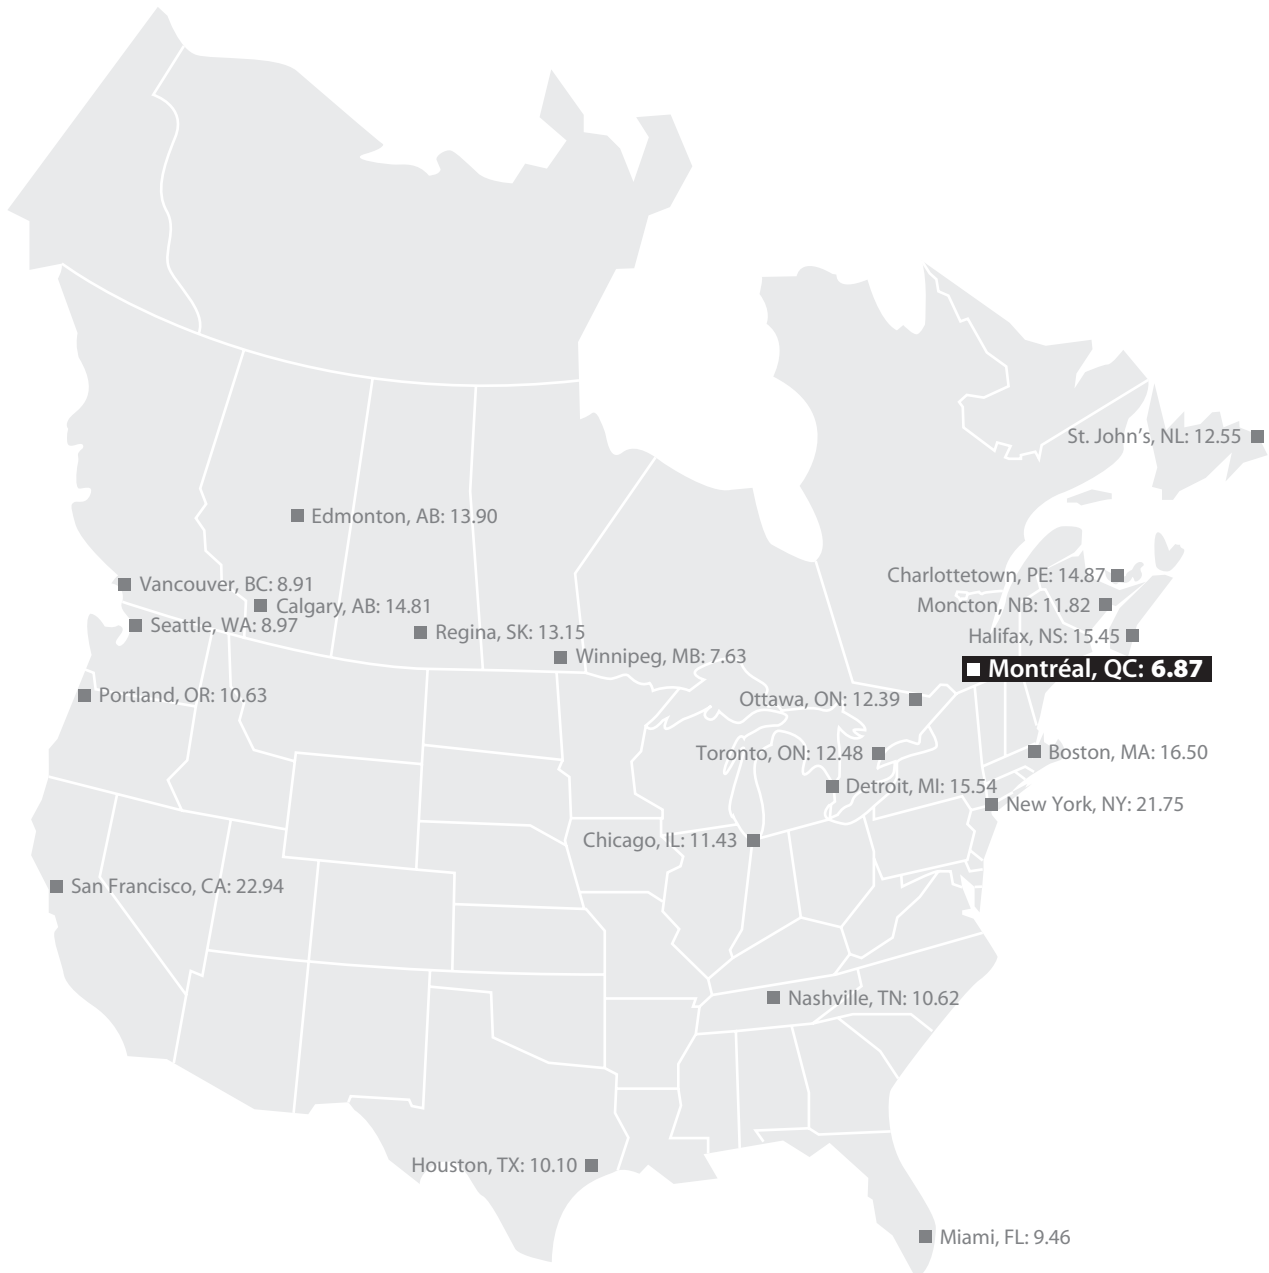 St. John’s, NL: 12.55
Edmonton, AB: 13.90
Charlottetown, PE: 14.87
Vancouver, BC: 8.91
Calgary, AB: 14.81
Moncton, NB: 11.82
Seattle, WA: 8.97
Regina, SK: 13.15
Halifax, NS: 15.45
Winnipeg, MB: 7.63
Montréal, QC: 6.87
Portland, OR: 10.63
Ottawa, ON: 12.39
Toronto, ON: 12.48
Boston, MA: 16.50
Detroit, MI: 15.54
New York, NY: 21.75
Chicago, IL: 11.43
San Francisco, CA: 22.94
Nashville, TN: 10.62
Houston, TX: 10.10
Miami, FL: 9.46